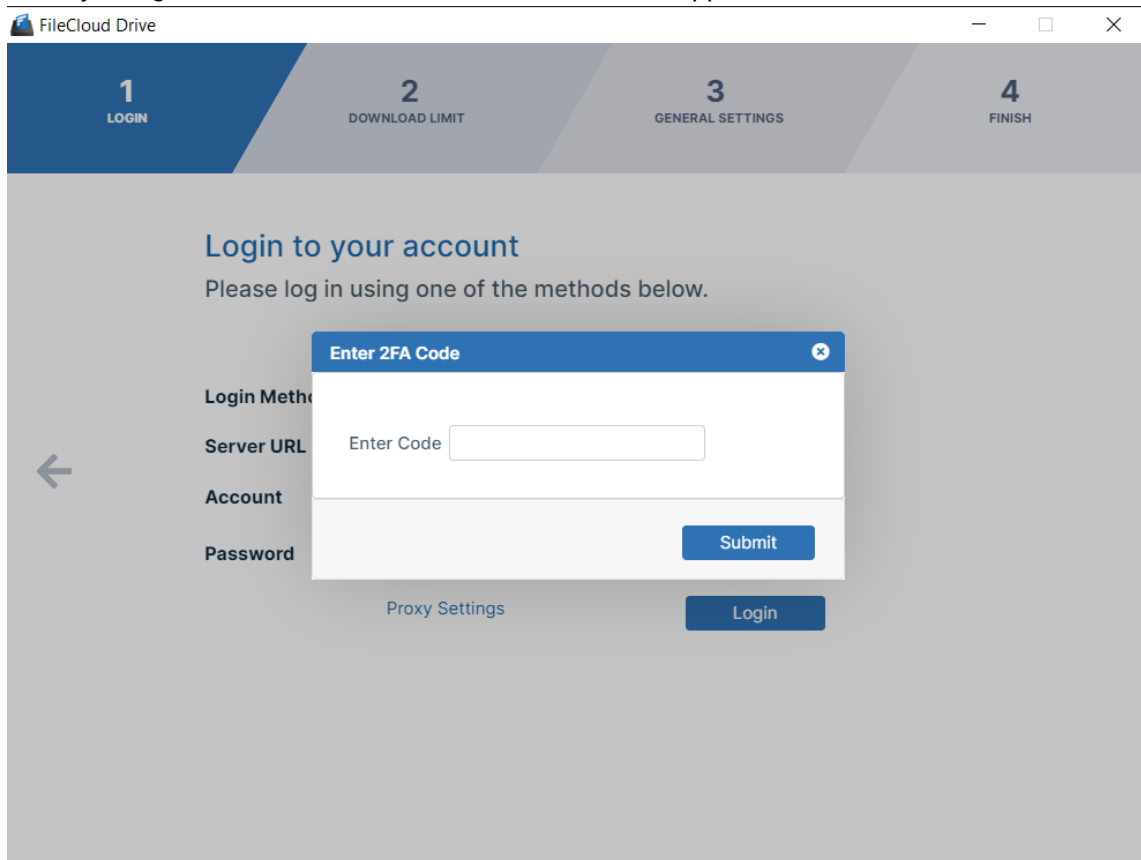 FileCloud Drive
1
LOGIN
2
DOWNLOAD LIMIT
3
GENERAL SETTINGS
4
FINISH
Login to your account
Please log in using one of the methods below.
Enter 2FA Code
Login Metho
Server URL
Enter Code
Account
Submit
Password
Proxy Settings
Login